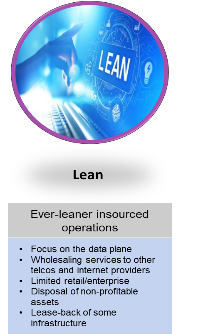 LEAN
Lean
Ever-leaner insourced
operations
• Focus on the data plane
• Wholesaling services to other
telcos and internet providers
• Limited retail/enterprise
• Disposal of non-profitable
assets
• Lease-back of some
infrastructure